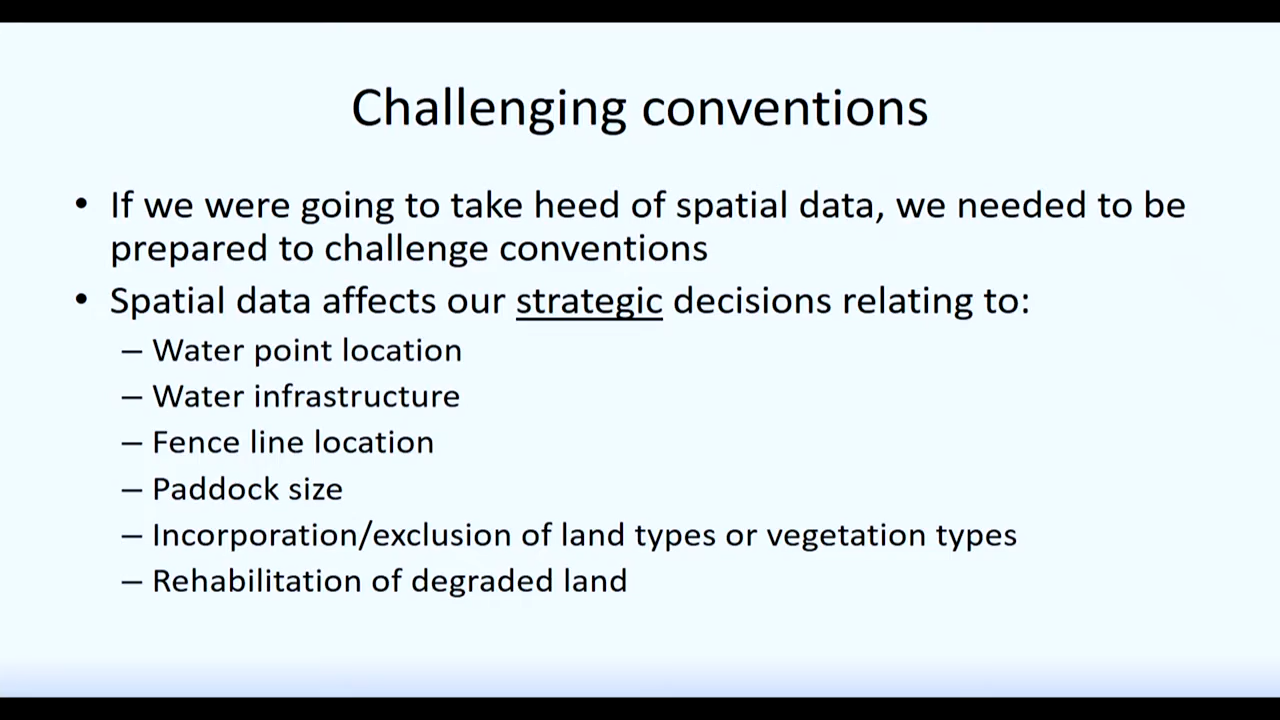 Challenging conventions
• If we were going to take heed of spatial data, we needed to be
prepared to challenge conventions
• Spatial data affects our strategic decisions relating to:
– Water point location
– Water infrastructure
– Fence line location
– Paddock size
– Incorporation/exclusion of land types or vegetation types
– Rehabilitation of degraded land